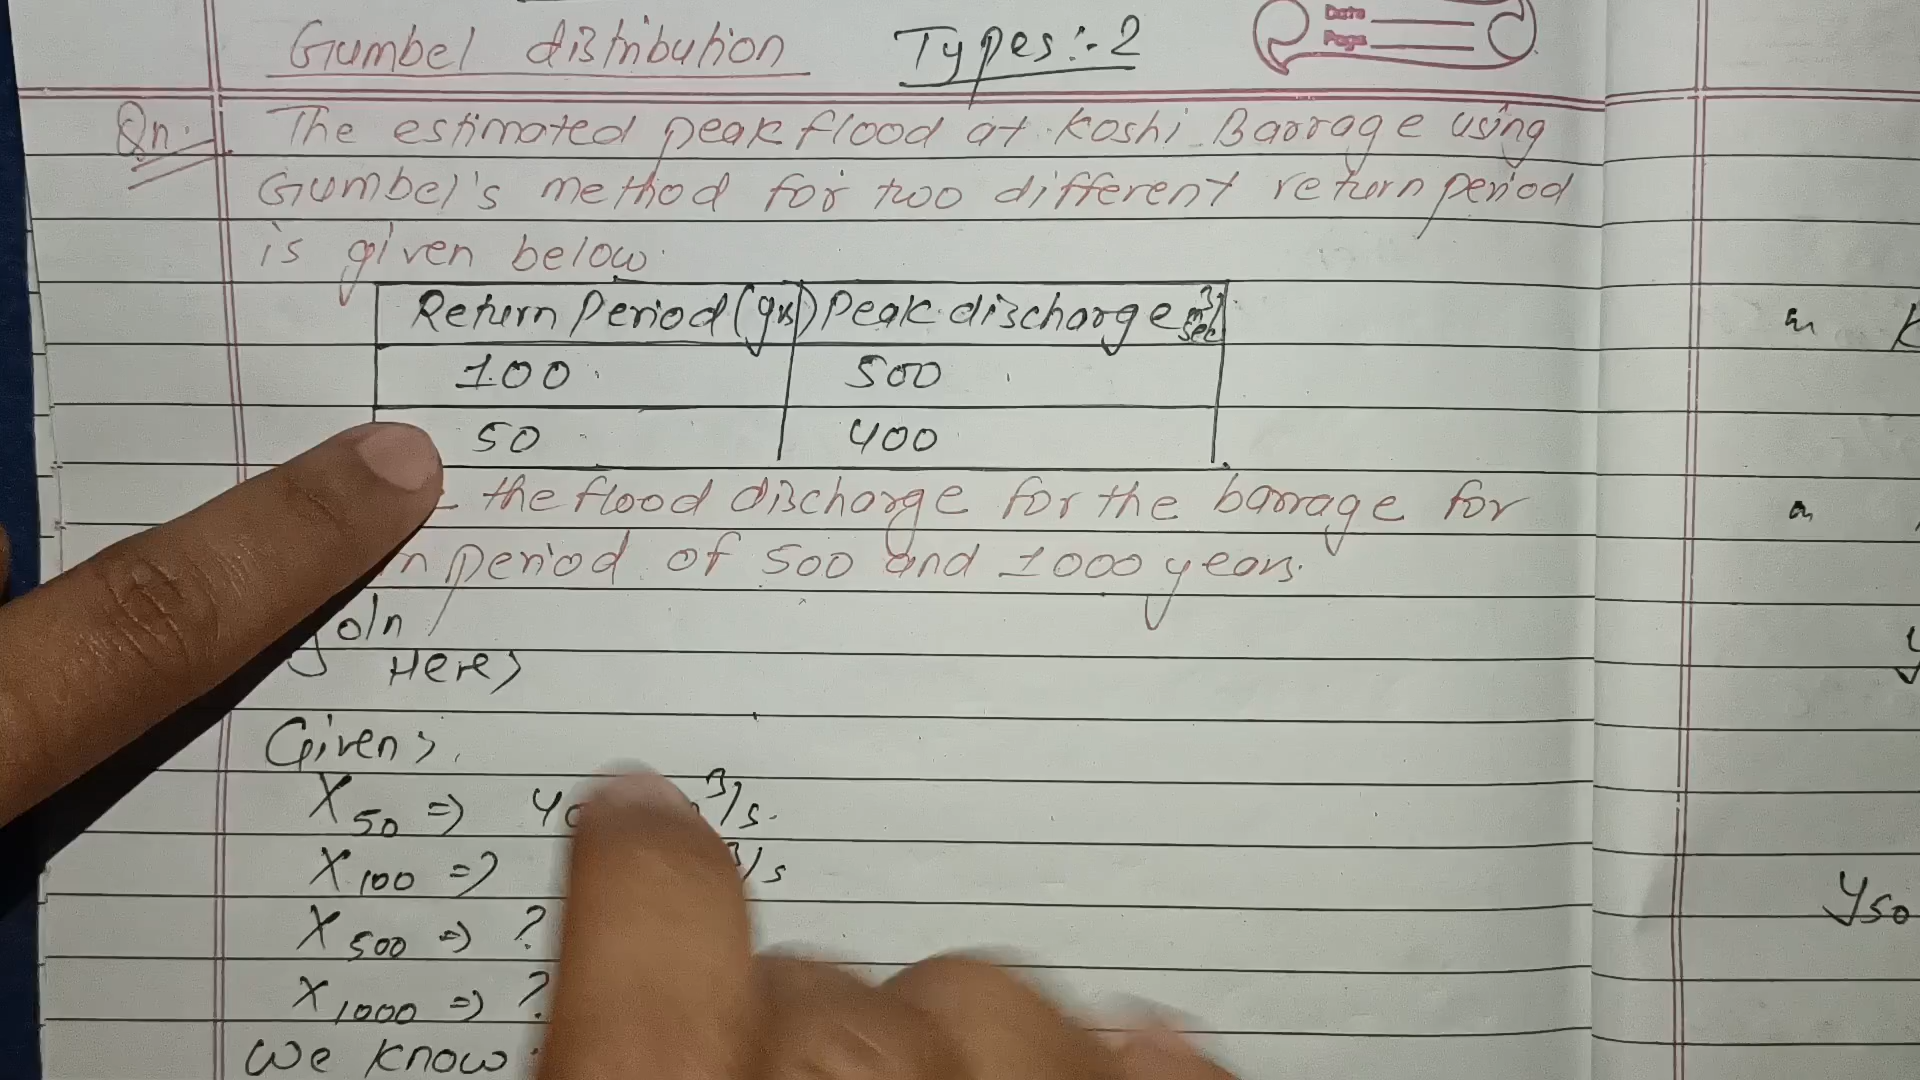 Gumbel distribution Types:-2
Date
Page
Qn. The estimated peak flood at Koshi Barrage using
Gumbel's method for two different return period
is given below.
Return Period (yrs) Peak discharge m³/sec
100 500
50 400
the flood discharge for the barrage for
n period of 500 and 1000 years.
soln
Here,
Given,
X50 => 40 m³/s.
X100 => ³/s
X500 => ?
X1000 => ?
We know
y50